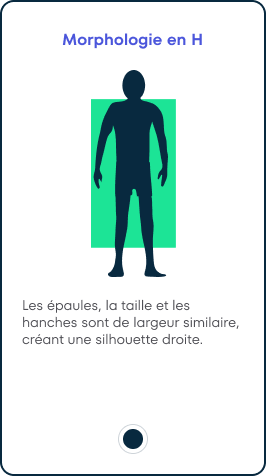 Morphologie en H
Les épaules, la taille et les
hanches sont de largeur similaire,
créant une silhouette droite.